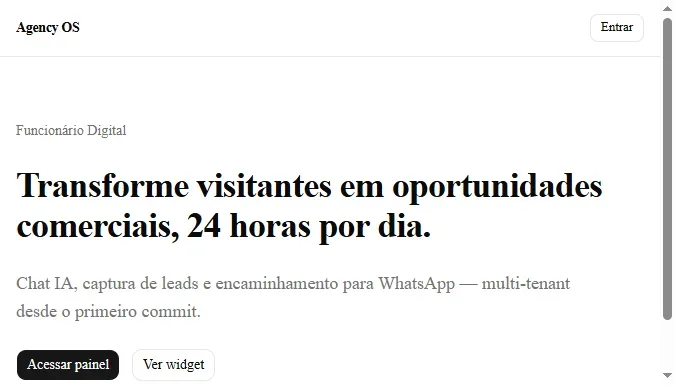 Agency OS
Entrar
Funcionário Digital
Transforme visitantes em oportunidades
comerciais, 24 horas por dia.
Chat IA, captura de leads e encaminhamento para WhatsApp — multi-tenant
desde o primeiro commit.
Acessar painel
Ver widget